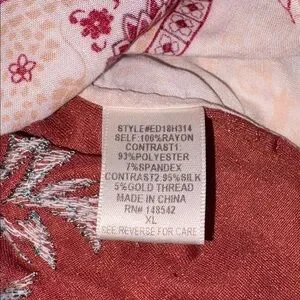 STYLE#ED18H314
SELF:100%RAYON
CONTRAST1:
93%POLYESTER
7%SPANDEX
CONTRAST2:95%SILK
5%GOLD THREAD
MADE IN CHINA
RN# 148542
XL
SEE REVERSE FOR CARE